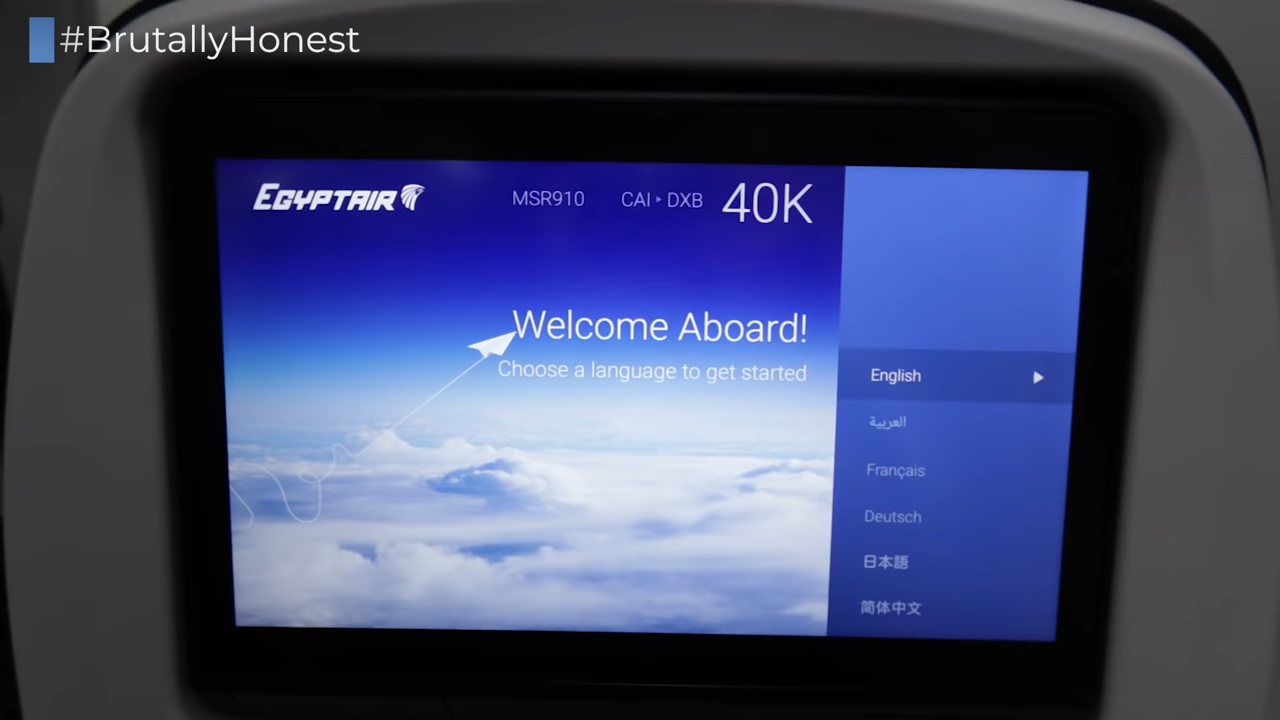 #BrutallyHonest
EGYPTAIR MSR910 CAI ▸ DXB 40K
Welcome Aboard!
Choose a language to get started
English
العربية
Français
Deutsch
日本語
简体中文